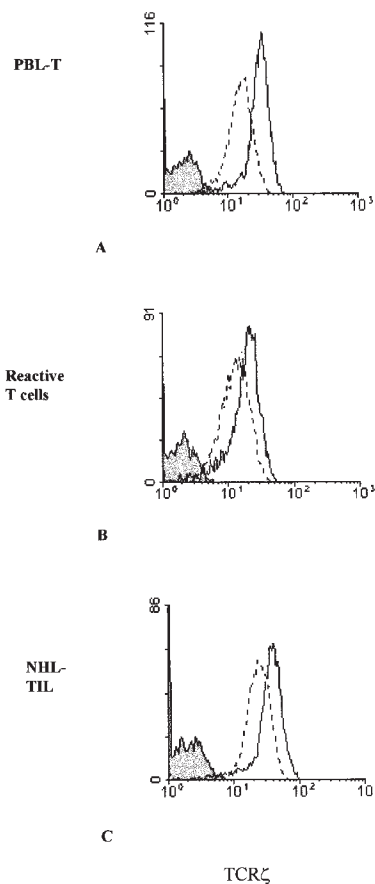 116
PBL-T
0
10⁰ 10¹ 10² 10³
A
91
Reactive
T cells
0
10⁰ 10¹ 10² 10³
B
86
NHL-
TIL
0
10⁰ 10¹ 10² 10³
C
TCRζ